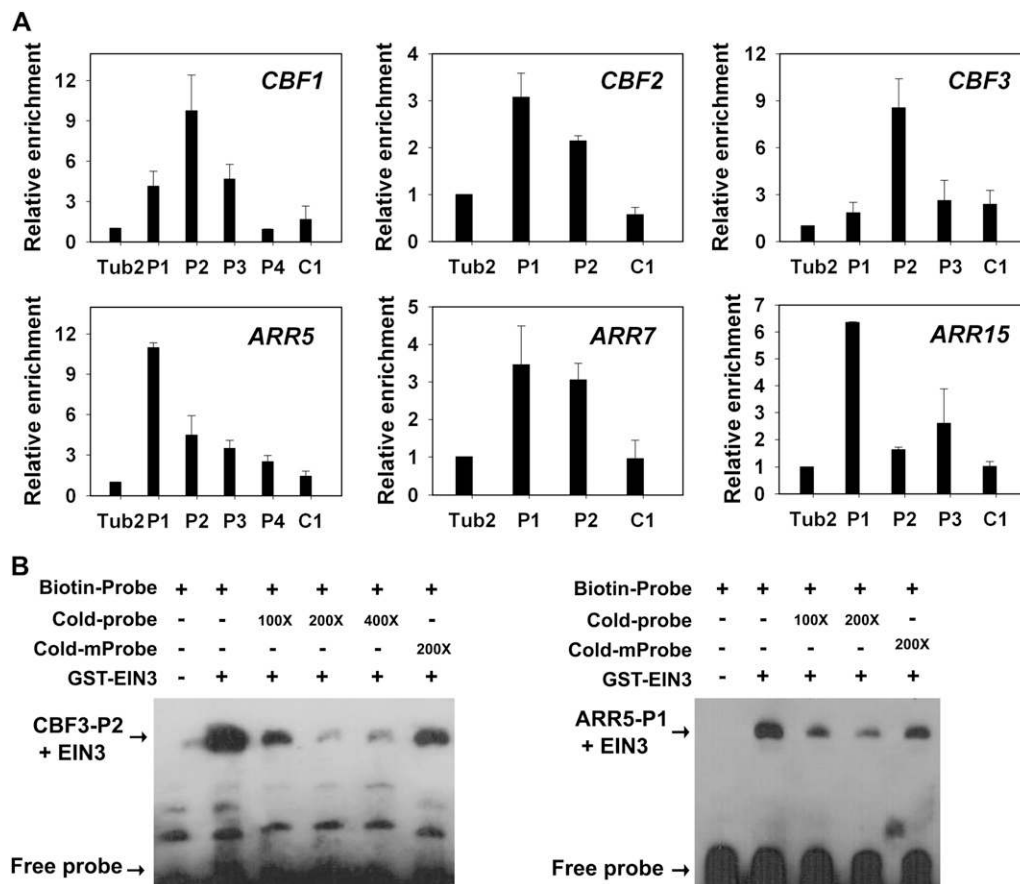 A
Relative enrichment
12
9
6
3
0
CBF1
Tub2 P1 P2 P3 P4 C1
Relative enrichment
4
3
2
1
0
CBF2
Tub2 P1 P2 C1
Relative enrichment
12
9
6
3
0
CBF3
Tub2 P1 P2 P3 C1
Relative enrichment
12
9
6
3
0
ARR5
Tub2 P1 P2 P3 P4 C1
Relative enrichment
5
4
3
2
1
0
ARR7
Tub2 P1 P2 C1
Relative enrichment
7
6
5
4
3
2
1
0
ARR15
Tub2 P1 P2 P3 C1
B
Biotin-Probe + + + + + +
Cold-probe - - 100X 200X 400X -
Cold-mProbe - - - - - 200X
GST-EIN3 - + + + + +
CBF3-P2 →
+ EIN3
Free probe →
Biotin-Probe + + + + +
Cold-probe - - 100X 200X -
Cold-mProbe - - - - 200X
GST-EIN3 - + + + +
ARR5-P1 →
+ EIN3
Free probe →